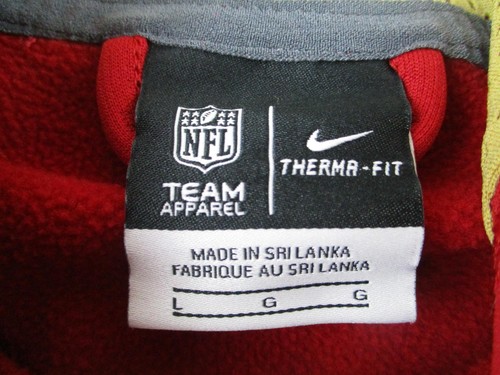 NFL
TEAM
APPAREL
THERMA-FIT
MADE IN SRI LANKA
FABRIQUE AU SRI LANKA
L G G